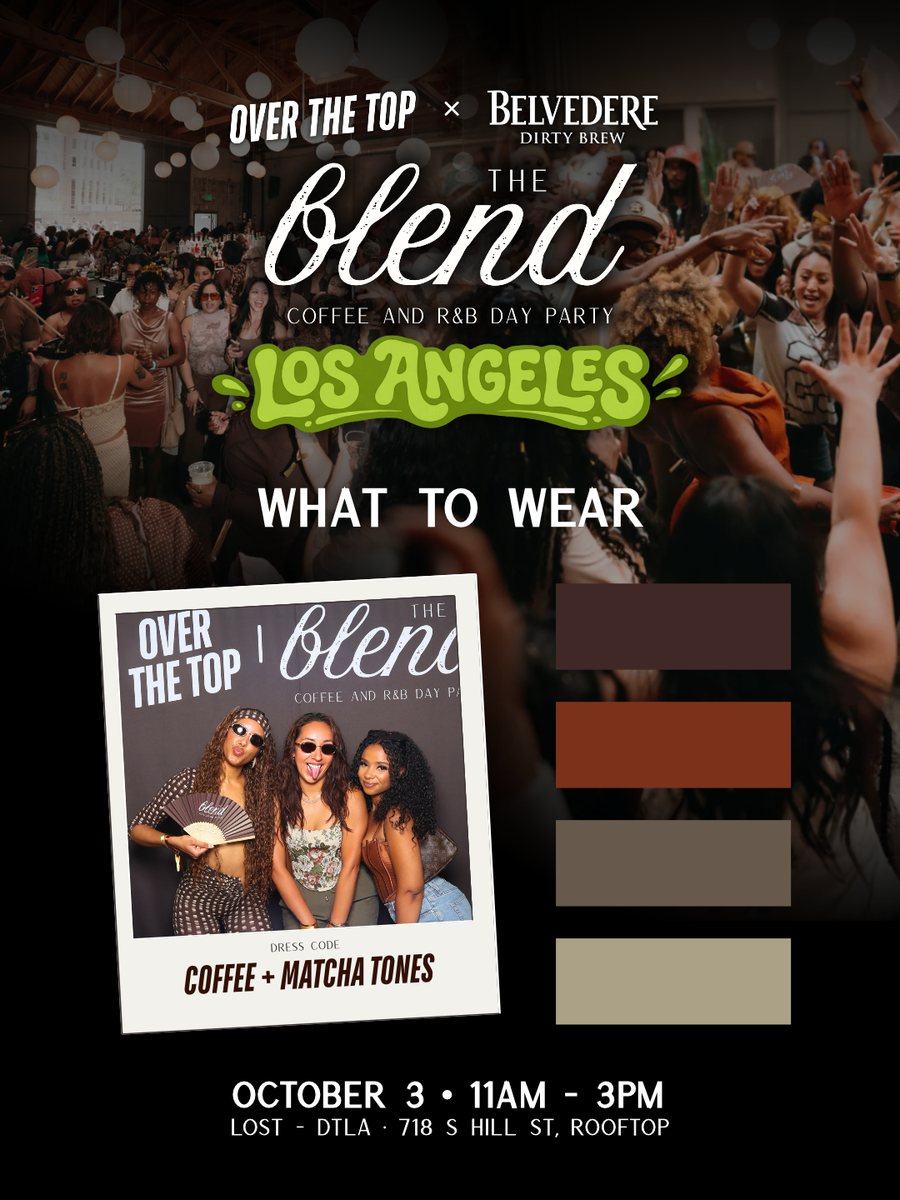 OVER THE TOP × BELVEDERE
DIRTY BREW
THE
blend
COFFEE AND R&B DAY PARTY
LOS ANGELES
WHAT TO WEAR
OVER
THE TOP
THE
blend
COFFEE AND R&B DAY PA
blend
DRESS CODE
COFFEE + MATCHA TONES
OCTOBER 3 • 11AM - 3PM
LOST - DTLA · 718 S HILL ST, ROOFTOP